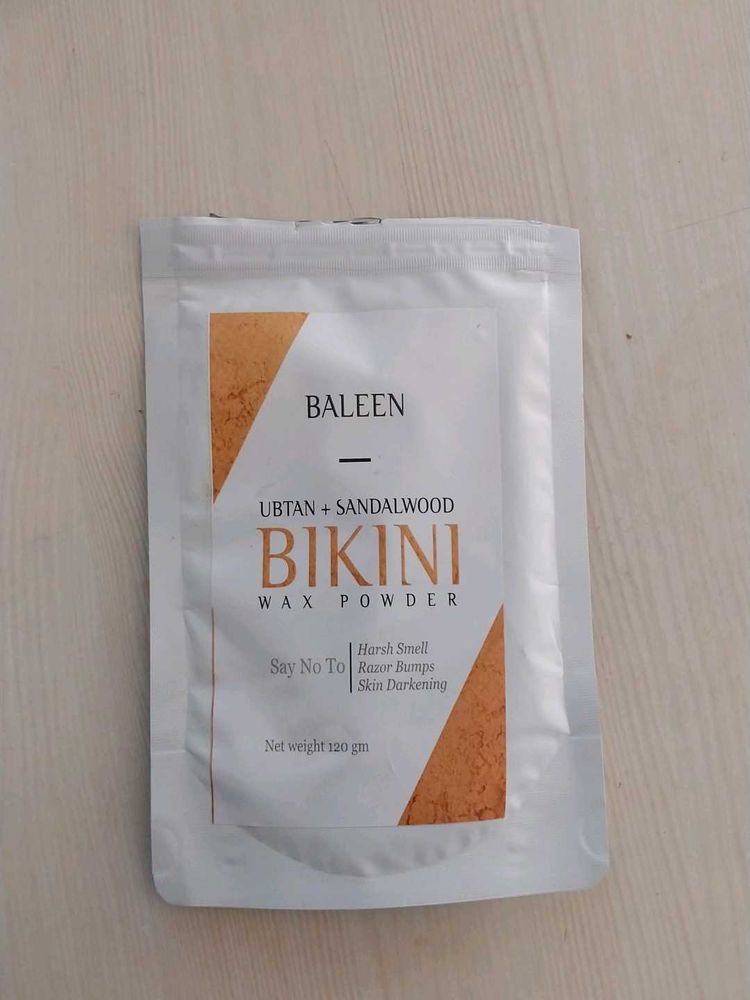 BALEEN
UBTAN + SANDALWOOD
BIKINI
WAX POWDER
Say No To
Harsh Smell
Razor Bumps
Skin Darkening
Net weight 120 gm